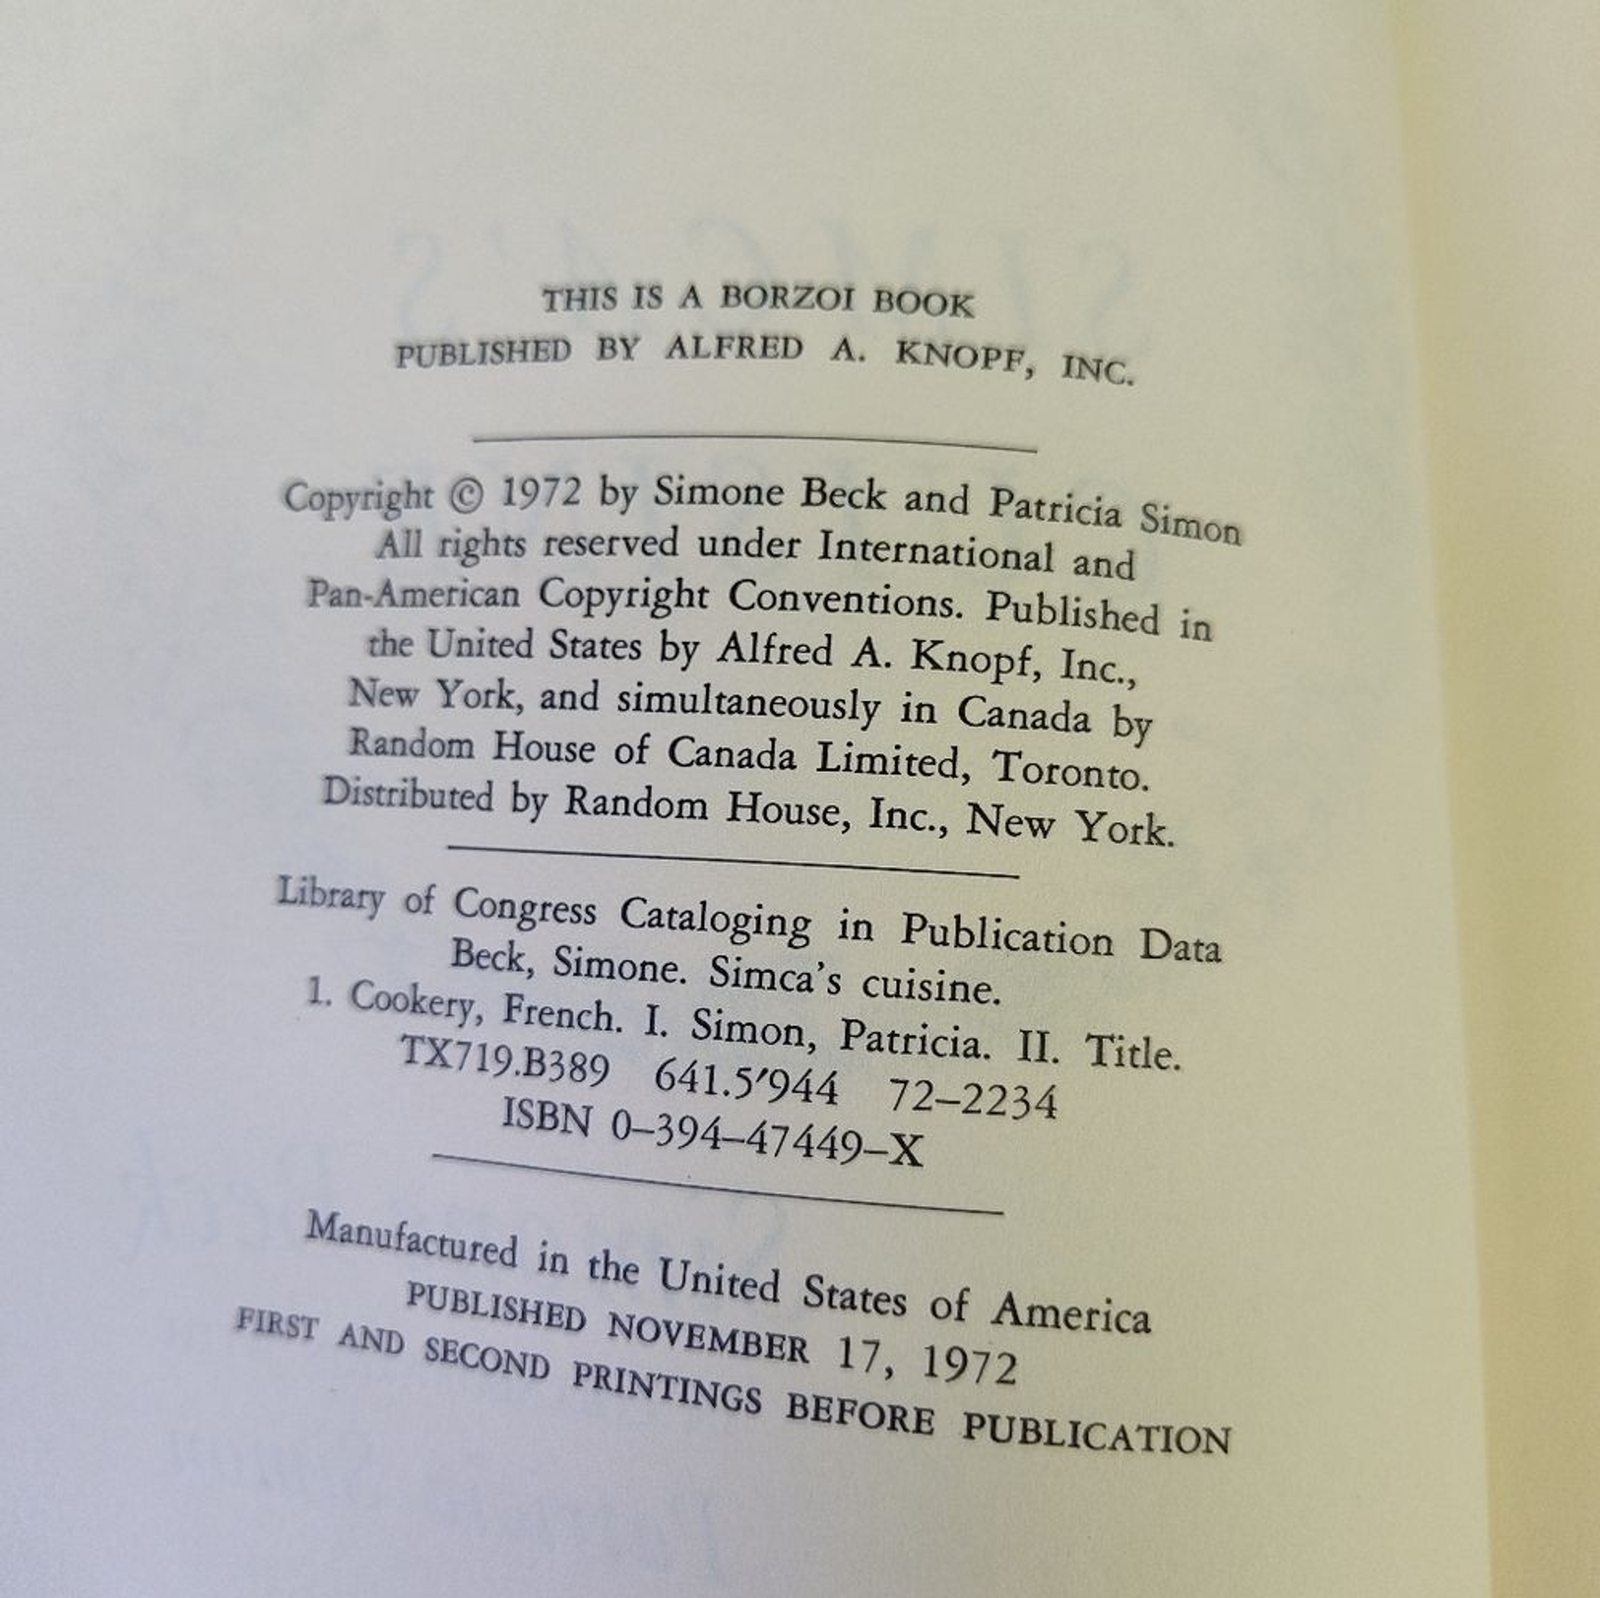 THIS IS A BORZOI BOOK
PUBLISHED BY ALFRED A. KNOPF, INC.
Copyright © 1972 by Simone Beck and Patricia Simon
All rights reserved under International and
Pan-American Copyright Conventions. Published in
the United States by Alfred A. Knopf, Inc.,
New York, and simultaneously in Canada by
Random House of Canada Limited, Toronto.
Distributed by Random House, Inc., New York.
Library of Congress Cataloging in Publication Data
Beck, Simone. Simca's cuisine.
1. Cookery, French. I. Simon, Patricia. II. Title.
TX719.B389 641.5′944 72–2234
ISBN 0–394–47449–X
Manufactured in the United States of America
PUBLISHED NOVEMBER 17, 1972
FIRST AND SECOND PRINTINGS BEFORE PUBLICATION